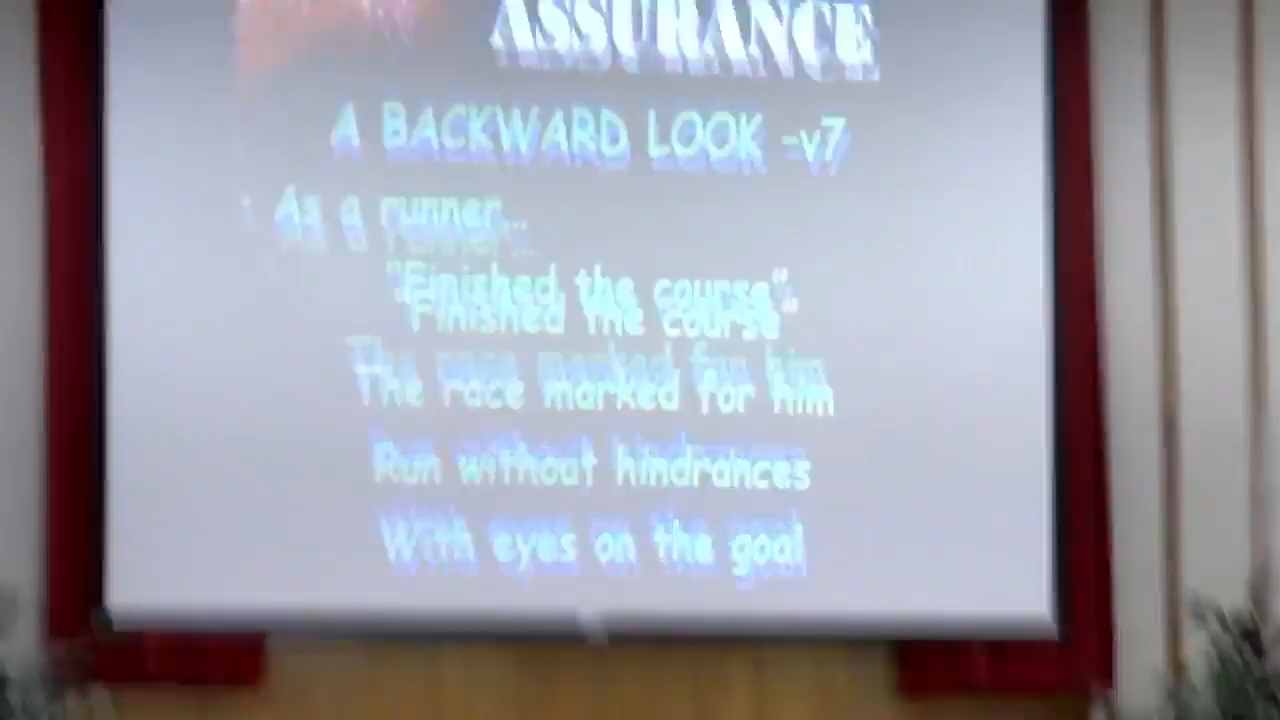 ASSURANCE
A BACKWARD LOOK -v7
As a runner...
"Finished the course".
The race marked for him
Run without hindrances
With eyes on the goal